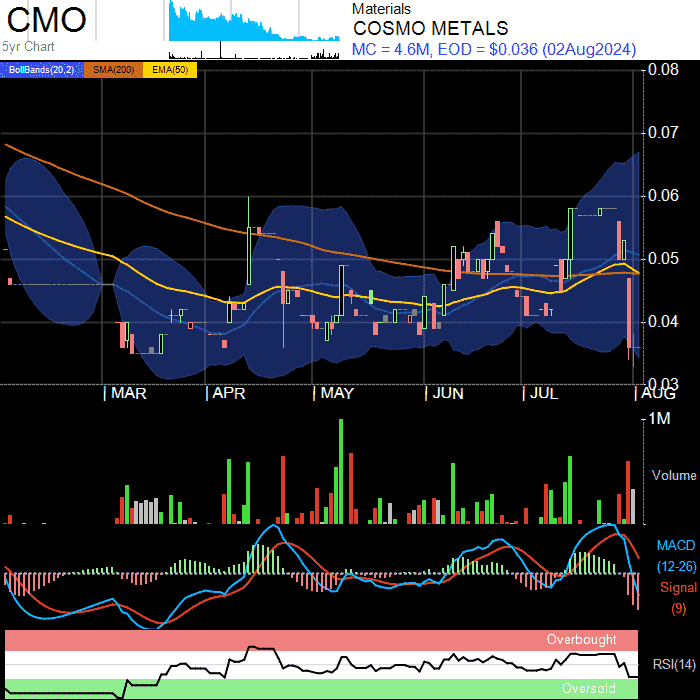 CMO
5yr Chart
Materials
COSMO METALS
MC = 4.6M, EOD = $0.036 (02Aug2024)
BollBands(20,2) SMA(200) EMA(50)
0.08
0.07
0.06
0.05
0.04
0.03
MAR APR MAY JUN JUL AUG
1M
Volume
MACD
(12-26)
Signal
(9)
Overbought
RSI(14)
Oversold